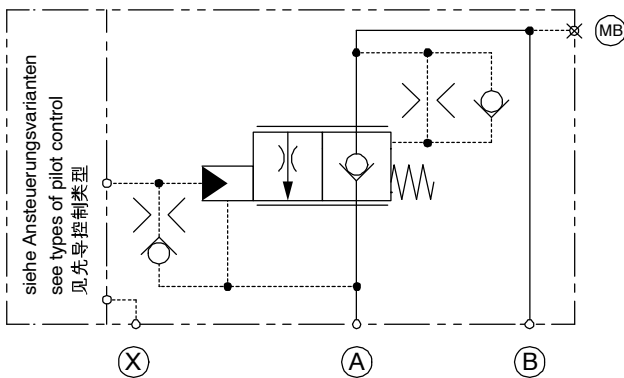 MB
siehe Ansteuerungsvarianten
see types of pilot control
见先导控制类型
X
A
B